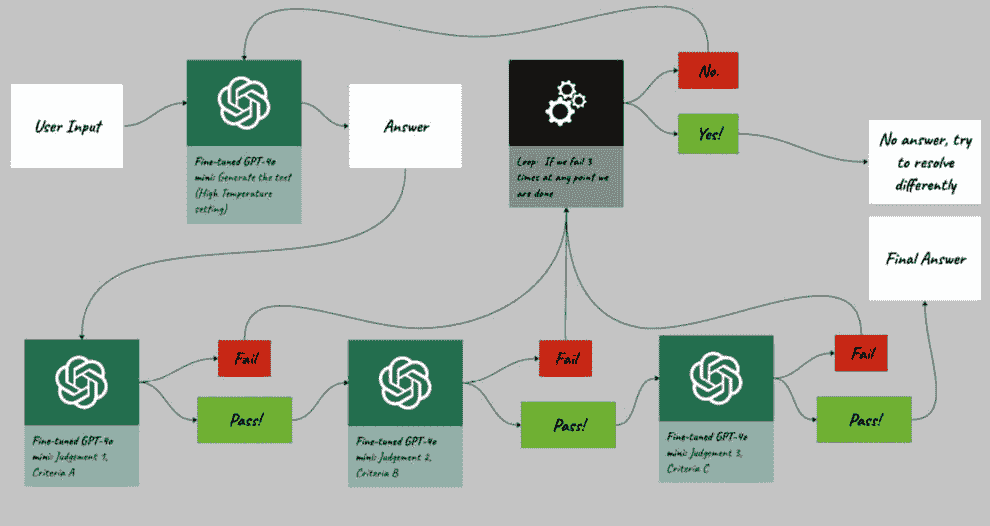 No.
User Input
Answer
Yes!
Fine-tuned GPT-4o
mini: Generate the text
(High Temperature
setting)
Loop: If we fail 3
times at any point we
are done
No answer, try
to resolve
differently
Final Answer
Fail
Pass!
Fine-tuned GPT-4o
mini: Judgement 1,
Criteria A
Fail
Pass!
Fine-tuned GPT-4o
mini: Judgement 2,
Criteria B
Fail
Pass!
Fine-tuned GPT-4o
mini: Judgement 3,
Criteria C